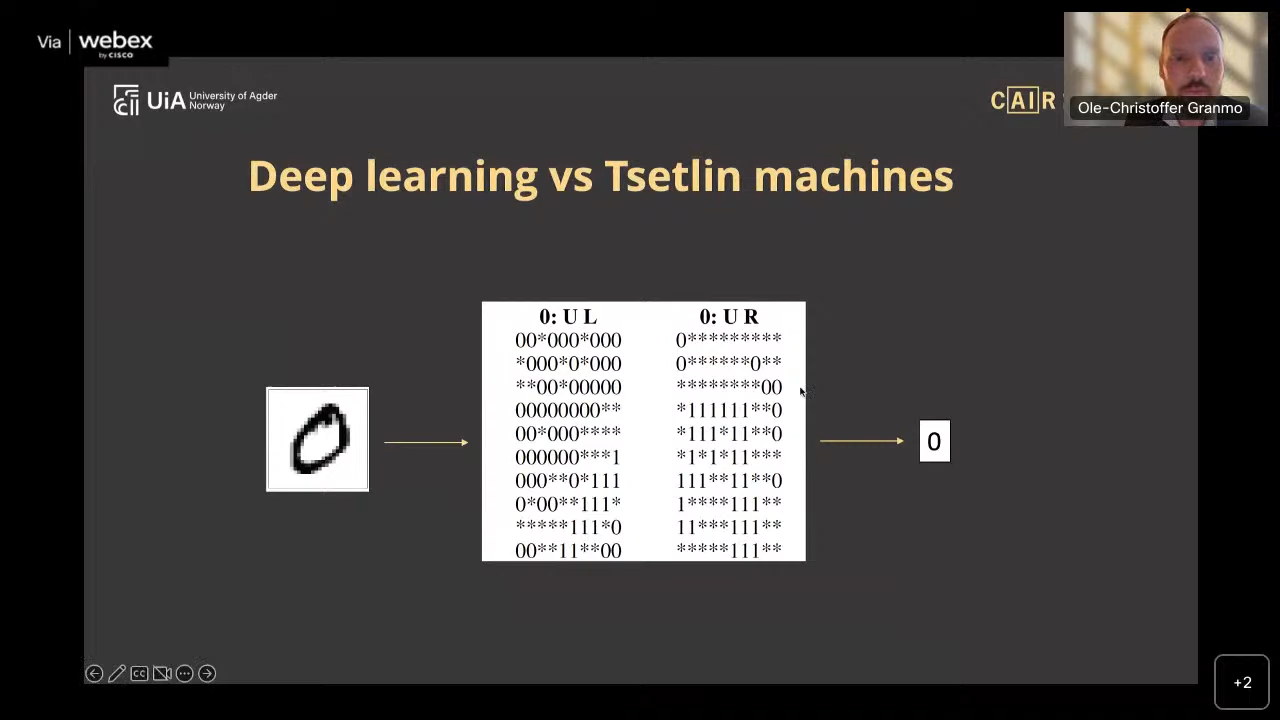 Via webex
by CISCO
UiA University of Agder
Norway
CAIR
Ole-Christoffer Granmo
Deep learning vs Tsetlin machines
0: U L 0: U R
00*000*000 0*********
*000*0*000 0******0**
**00*00000 ********00
00000000** *111111**0
00*000**** *111*11**0
000000***1 *1*1*11***
000**0*111 111**11**0
0*00**111* 1****111**
*****111*0 11***111**
00**11**00 *****111**
0
0
CC
+2